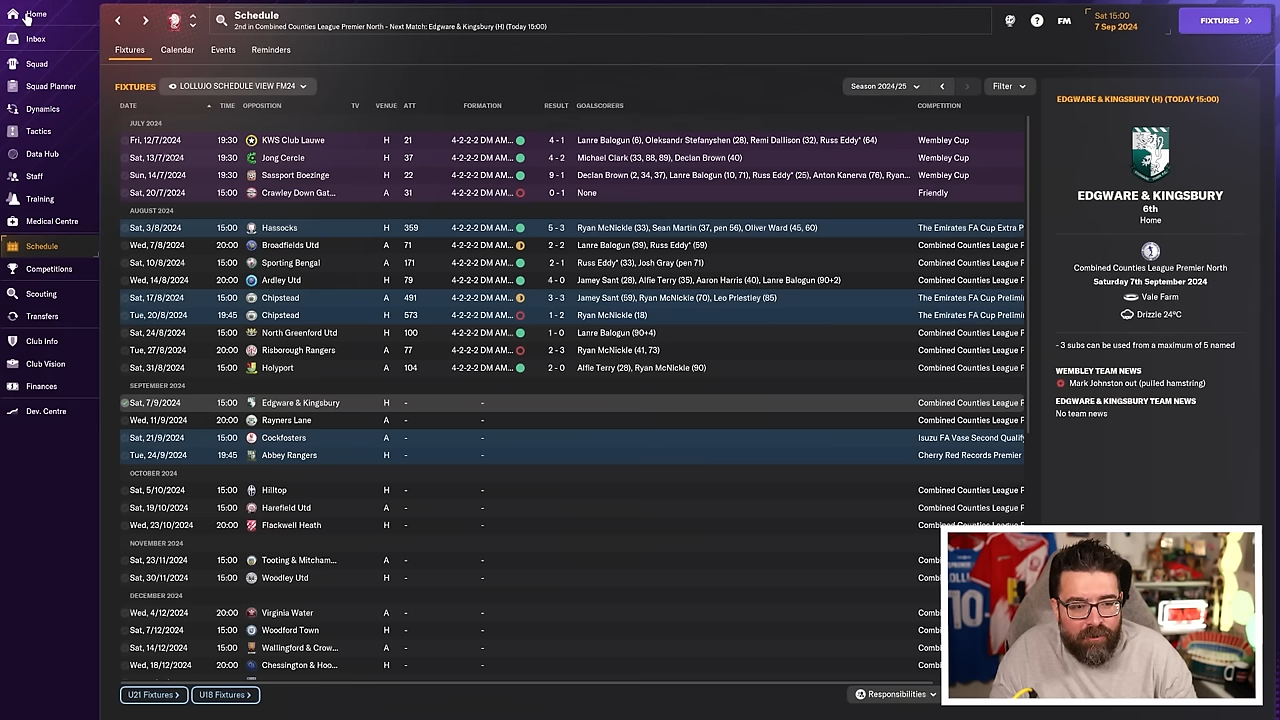 Home
Inbox
Squad
Squad Planner
Dynamics
Tactics
Data Hub
Staff
Training
Medical Centre
Schedule
Competitions
Scouting
Transfers
Club Info
Club Vision
Finances
Dev. Centre
Schedule
2nd in Combined Counties League Premier North - Next Match: Edgware & Kingsbury (H) (Today 15:00)
FM
Sat 15:00
7 Sep 2024
FIXTURES
Fixtures Calendar Events Reminders
FIXTURES LOLLUJO SCHEDULE VIEW FM24 Season 2024/25 Filter
DATE TIME OPPOSITION TV VENUE ATT FORMATION RESULT GOALSCORERS COMPETITION
JULY 2024
Fri, 12/7/2024 19:30 KWS Club Lauwe H 21 4-2-2-2 DM AM... 4 - 1 Lanre Balogun (6), Oleksandr Stefanyshen (28), Remi Dallison (32), Russ Eddy* (64) Wembley Cup
Sat, 13/7/2024 19:30 Jong Cercle H 37 4-2-2-2 DM AM... 4 - 2 Michael Clark (33, 88, 89), Declan Brown (40) Wembley Cup
Sun, 14/7/2024 19:30 Sassport Boezinge H 22 4-2-2-2 DM AM... 9 - 1 Declan Brown (2, 34, 37), Lanre Balogun (10, 71), Russ Eddy* (25), Anton Kanerva (76), Ryan... Wembley Cup
Sat, 20/7/2024 15:00 Crawley Down Gat... A 31 4-2-2-2 DM AM... 0 - 1 None Friendly
AUGUST 2024
Sat, 3/8/2024 15:00 Hassocks H 359 4-2-2-2 DM AM... 5 - 3 Ryan McNickle (33), Sean Martin (37, pen 56), Oliver Ward (45, 60) The Emirates FA Cup Extra P
Wed, 7/8/2024 20:00 Broadfields Utd A 71 4-2-2-2 DM AM... 2 - 2 Lanre Balogun (39), Russ Eddy* (59) Combined Counties League P
Sat, 10/8/2024 15:00 Sporting Bengal A 171 4-2-2-2 DM AM... 2 - 1 Russ Eddy* (33), Josh Gray (pen 71) Combined Counties League P
Wed, 14/8/2024 20:00 Ardley Utd H 79 4-2-2-2 DM AM... 4 - 0 Jamey Sant (28), Alfie Terry (35), Aaron Harris (40), Lanre Balogun (90+2) Combined Counties League P
Sat, 17/8/2024 15:00 Chipstead A 491 4-2-2-2 DM AM... 3 - 3 Jamey Sant (59), Ryan McNickle (70), Leo Priestley (85) The Emirates FA Cup Prelimi
Tue, 20/8/2024 19:45 Chipstead H 573 4-2-2-2 DM AM... 1 - 2 Ryan McNickle (18) The Emirates FA Cup Prelimi
Sat, 24/8/2024 15:00 North Greenford Utd H 100 4-2-2-2 DM AM... 1 - 0 Lanre Balogun (90+4) Combined Counties League P
Tue, 27/8/2024 20:00 Risborough Rangers A 77 4-2-2-2 DM AM... 2 - 3 Ryan McNickle (41, 73) Combined Counties League P
Sat, 31/8/2024 15:00 Holyport A 104 4-2-2-2 DM AM... 2 - 0 Alfie Terry (28), Ryan McNickle (90) Combined Counties League P
SEPTEMBER 2024
Sat, 7/9/2024 15:00 Edgware & Kingsbury H - - Combined Counties League P
Wed, 11/9/2024 20:00 Rayners Lane A - - Combined Counties League P
Sat, 21/9/2024 15:00 Cockfosters A - - Isuzu FA Vase Second Qualify
Tue, 24/9/2024 19:45 Abbey Rangers H - - Cherry Red Records Premier
OCTOBER 2024
Sat, 5/10/2024 15:00 Hilltop H - - Combined Counties League P
Sat, 19/10/2024 15:00 Harefield Utd A - - Combined Counties League P
Wed, 23/10/2024 20:00 Flackwell Heath H - - Combined Counties League P
NOVEMBER 2024
Sat, 23/11/2024 15:00 Tooting & Mitcham... A - - Comb
Sat, 30/11/2024 15:00 Woodley Utd H - - Comb
DECEMBER 2024
Wed, 4/12/2024 20:00 Virginia Water H - - Comb
Sat, 7/12/2024 15:00 Woodford Town H - - Comb
Sat, 14/12/2024 15:00 Wallingford & Crow... A - - Comb
Wed, 18/12/2024 20:00 Chessington & Hoo... H - - Comb
U21 Fixtures U18 Fixtures Responsibilities
EDGWARE & KINGSBURY (H) (TODAY 15:00)
EDGWARE & KINGSBURY
6th
Home
Combined Counties League Premier North
Saturday 7th September 2024
Vale Farm
Drizzle 24ºC
- 3 subs can be used from a maximum of 5 named
WEMBLEY TEAM NEWS
Mark Johnston out (pulled hamstring)
EDGWARE & KINGSBURY TEAM NEWS
No team news
10